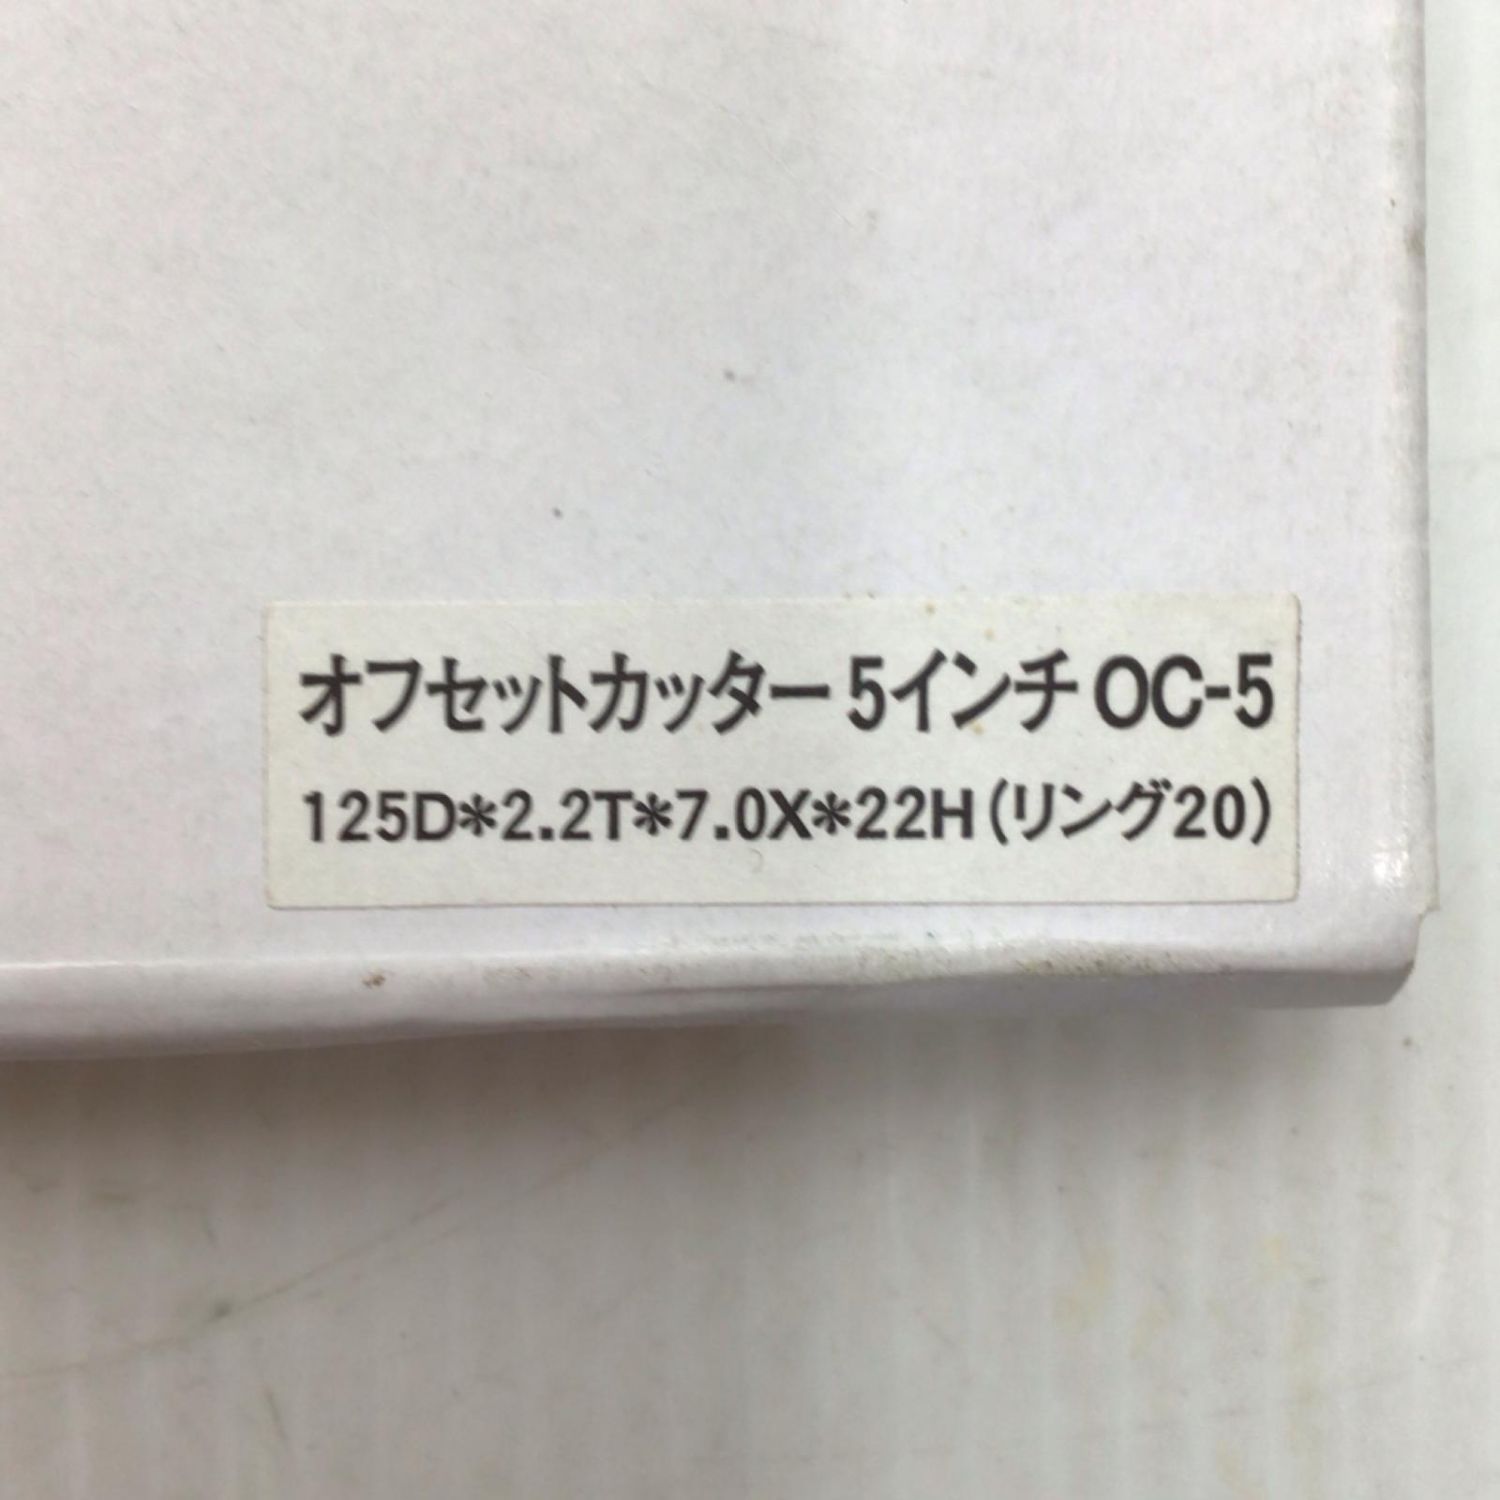 オフセットカッター 5インチ OC-5
125D*2.2T*7.0X*22H(リング20)